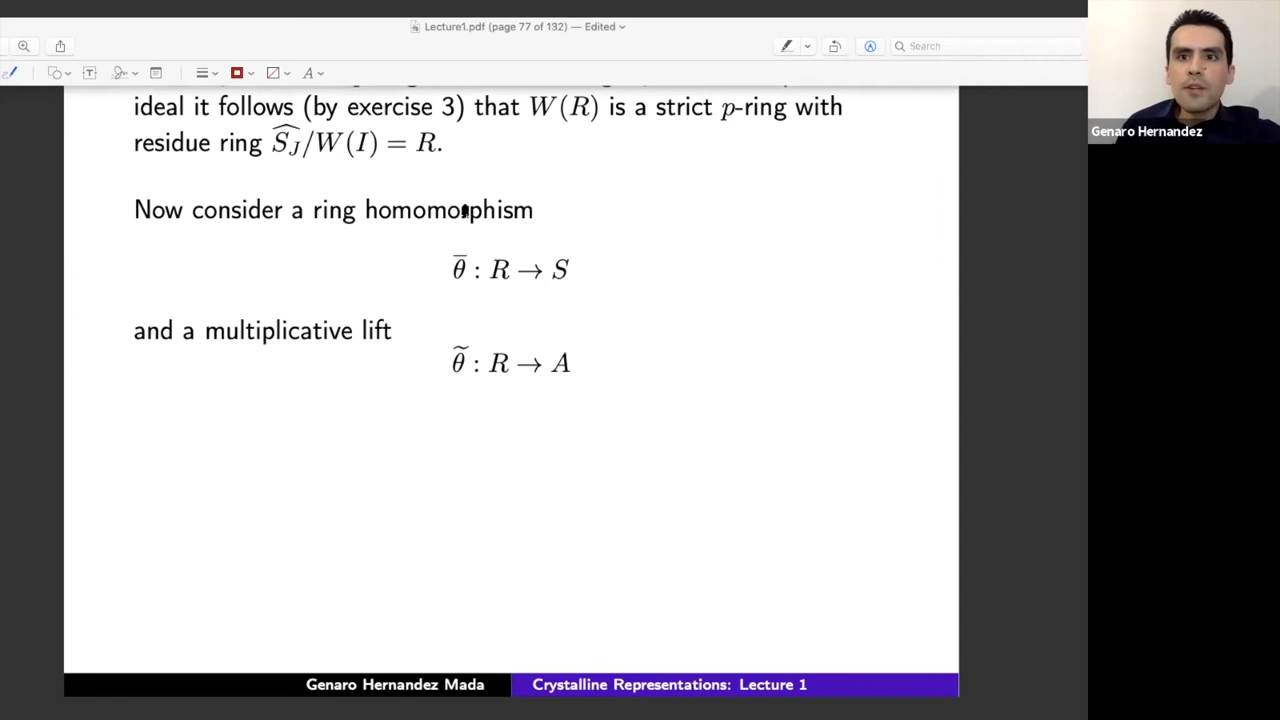 Lecture1.pdf (page 77 of 132) — Edited
Search
ideal it follows (by exercise 3) that W(R) is a strict p-ring with
residue ring $\widehat{S_J}/W(I) = R$.
Now consider a ring homomorphism
$\overline{\theta} : R \to S$
and a multiplicative lift
$\widetilde{\theta} : R \to A$
Genaro Hernandez Mada
Crystalline Representations: Lecture 1
Genaro Hernandez